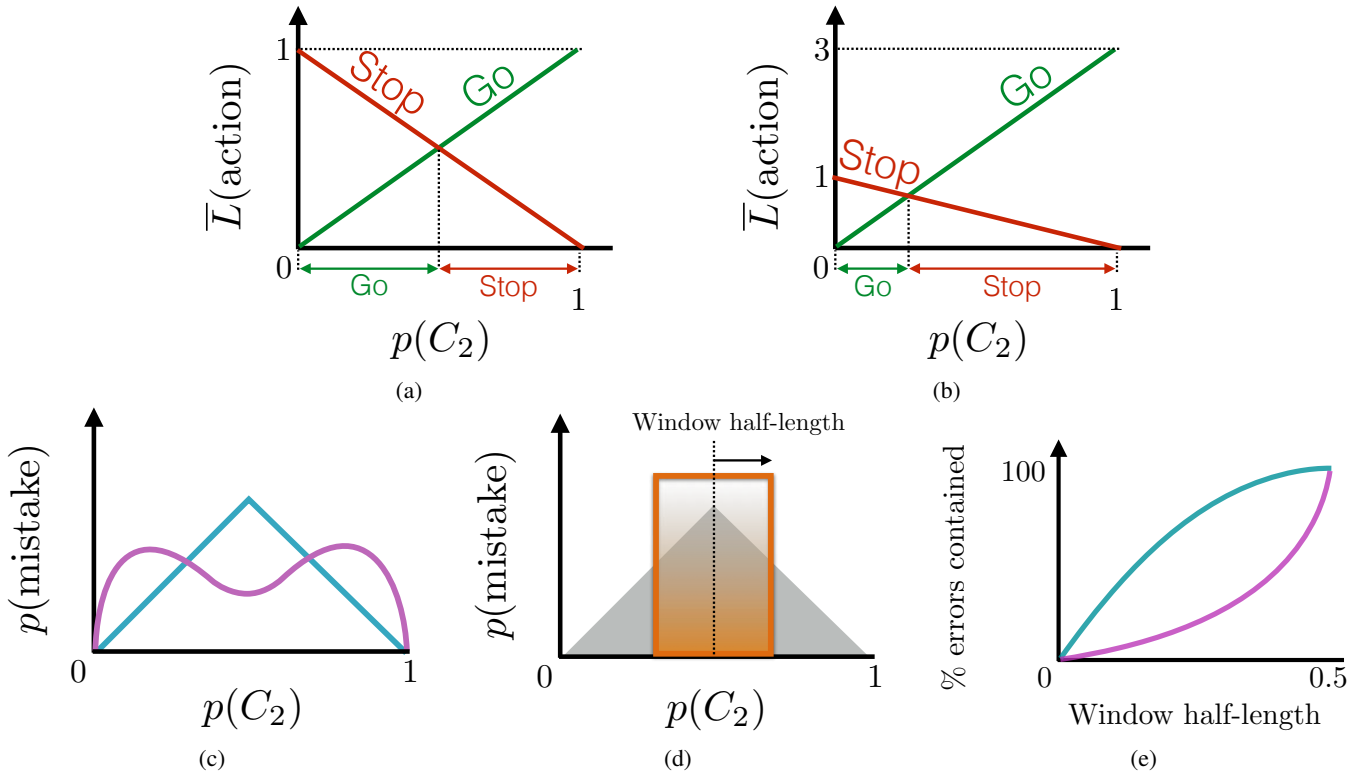 L̅(action)
1
Stop
Go
0
Go
Stop
1
p(C₂)
(a)
L̅(action)
3
1
Stop
Go
0
Go
Stop
1
p(C₂)
(b)
p(mistake)
0
1
p(C₂)
(c)
Window half-length
p(mistake)
0
1
p(C₂)
(d)
% errors contained
100
0
0.5
Window half-length
(e)